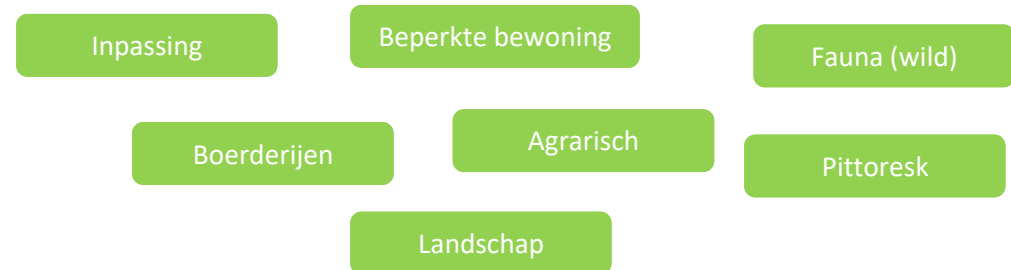 Inpassing
Beperkte bewoning
Fauna (wild)
Boerderijen
Agrarisch
Pittoresk
Landschap